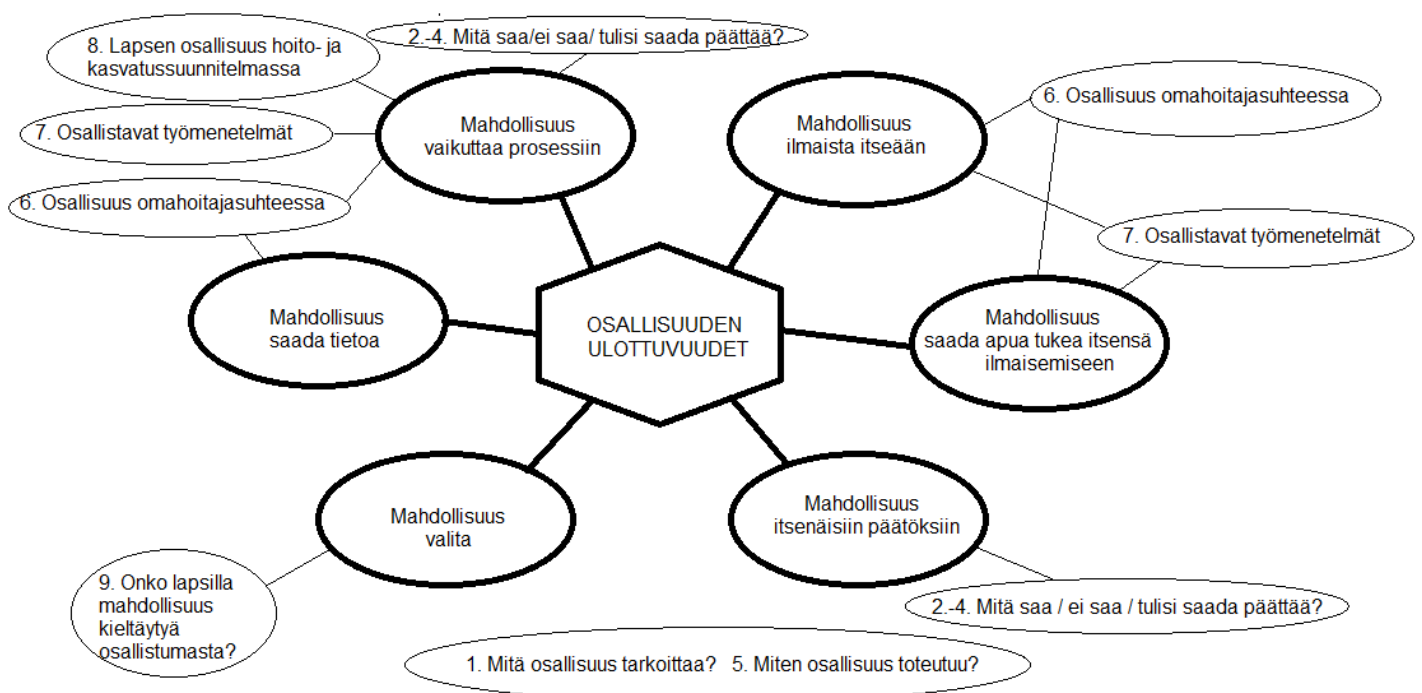 8. Lapsen osallisuus hoito- ja
kasvatussuunnitelmassa
2.-4. Mitä saa/ei saa/ tulisi saada päättää?
7. Osallistavat työmenetelmät
6. Osallisuus omahoitajasuhteessa
Mahdollisuus
vaikuttaa prosessiin
Mahdollisuus
ilmaista itseään
6. Osallisuus omahoitajasuhteessa
7. Osallistavat työmenetelmät
Mahdollisuus
saada tietoa
OSALLISUUDEN
ULOTTUVUUDET
Mahdollisuus
saada apua tukea itsensä
ilmaisemiseen
Mahdollisuus
valita
Mahdollisuus
itsenäisiin päätöksiin
9. Onko lapsilla
mahdollisuus
kieltäytyä
osallistumasta?
2.-4. Mitä saa / ei saa / tulisi saada päättää?
1. Mitä osallisuus tarkoittaa? 5. Miten osallisuus toteutuu?